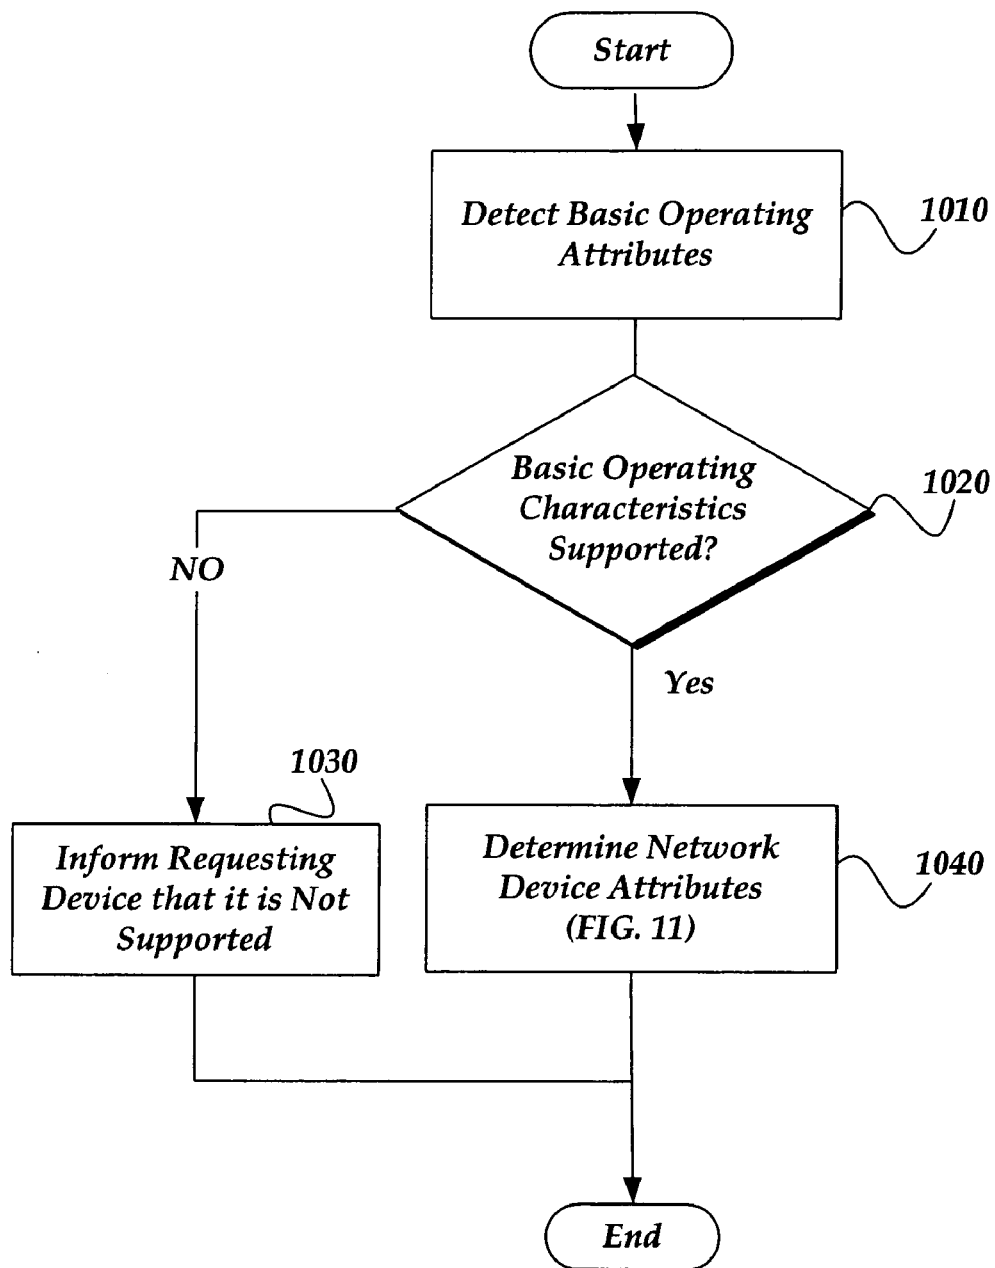 Start
Detect Basic Operating
Attributes
1010
Basic Operating
Characteristics
Supported?
1020
NO
Yes
1030
Inform Requesting
Device that it is Not
Supported
Determine Network
Device Attributes
(FIG. 11)
1040
End